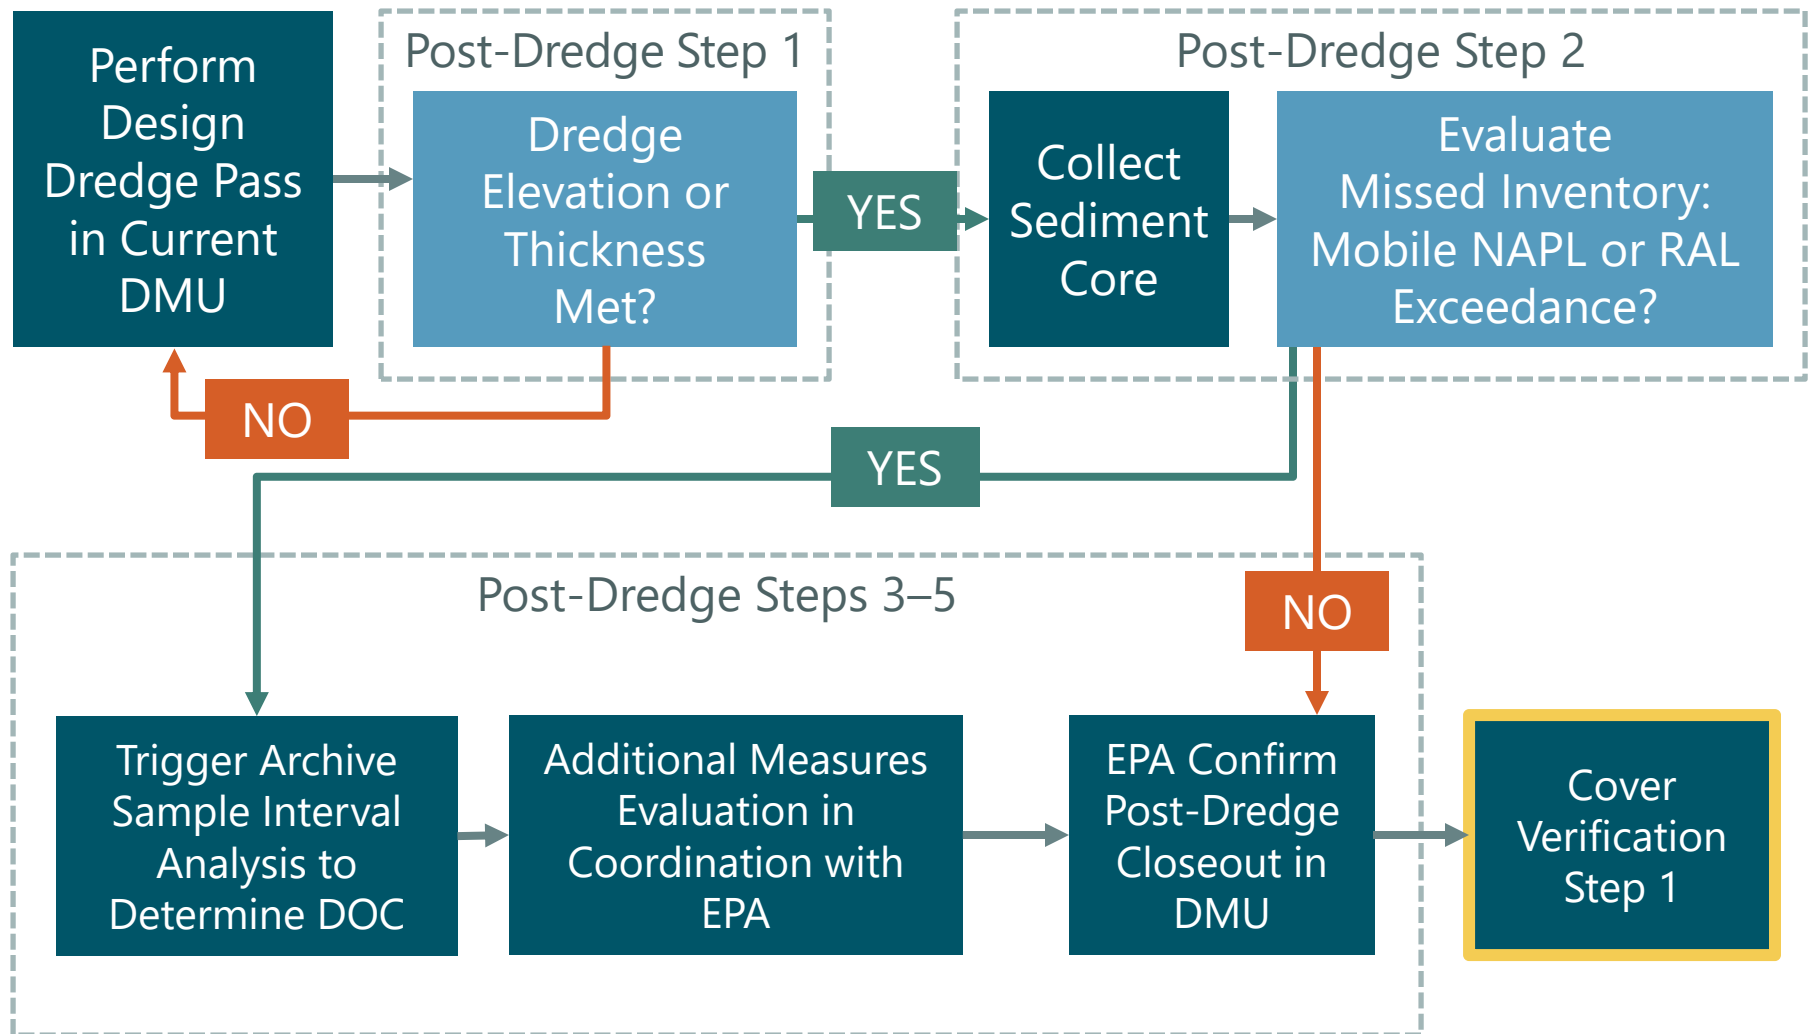 Perform
Design
Dredge Pass
in Current
DMU
Post-Dredge Step 1
Dredge
Elevation or
Thickness
Met?
YES
NO
Post-Dredge Step 2
Collect
Sediment
Core
Evaluate
Missed Inventory:
Mobile NAPL or RAL
Exceedance?
YES
NO
Post-Dredge Steps 3–5
Trigger Archive
Sample Interval
Analysis to
Determine DOC
Additional Measures
Evaluation in
Coordination with
EPA
EPA Confirm
Post-Dredge
Closeout in
DMU
Cover
Verification
Step 1